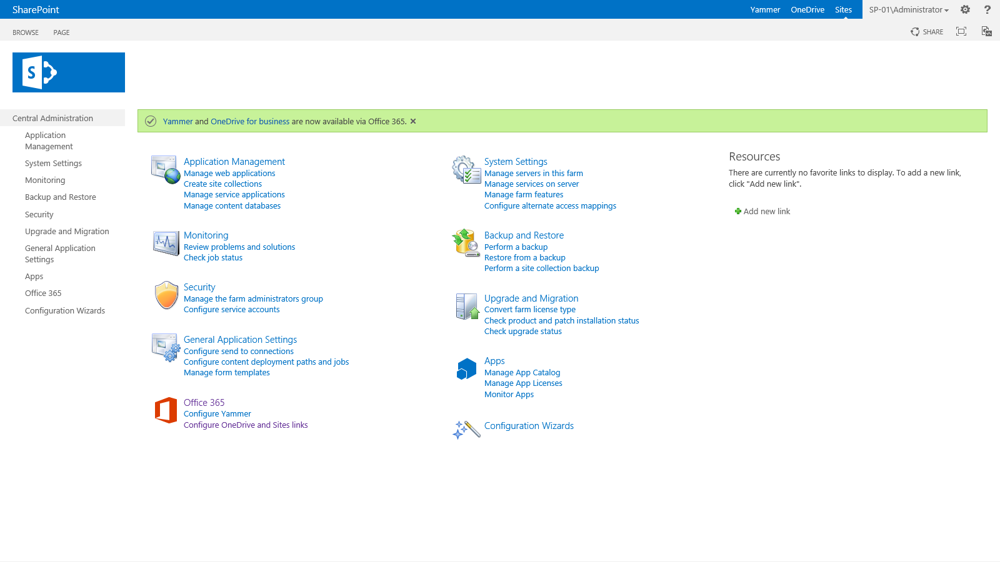 SharePoint
Yammer OneDrive Sites SP-01\Administrator ?
BROWSE PAGE SHARE
S
Central Administration
Application
Management
System Settings
Monitoring
Backup and Restore
Security
Upgrade and Migration
General Application
Settings
Apps
Office 365
Configuration Wizards
Yammer and OneDrive for business are now available via Office 365.
Application Management
Manage web applications
Create site collections
Manage service applications
Manage content databases
Monitoring
Review problems and solutions
Check job status
Security
Manage the farm administrators group
Configure service accounts
General Application Settings
Configure send to connections
Configure content deployment paths and jobs
Manage form templates
Office 365
Configure Yammer
Configure OneDrive and Sites links
System Settings
Manage servers in this farm
Manage services on server
Manage farm features
Configure alternate access mappings
Backup and Restore
Perform a backup
Restore from a backup
Perform a site collection backup
Upgrade and Migration
Convert farm license type
Check product and patch installation status
Check upgrade status
Apps
Manage App Catalog
Manage App Licenses
Monitor Apps
Configuration Wizards
Resources
There are currently no favorite links to display. To add a new link,
click "Add new link".
Add new link